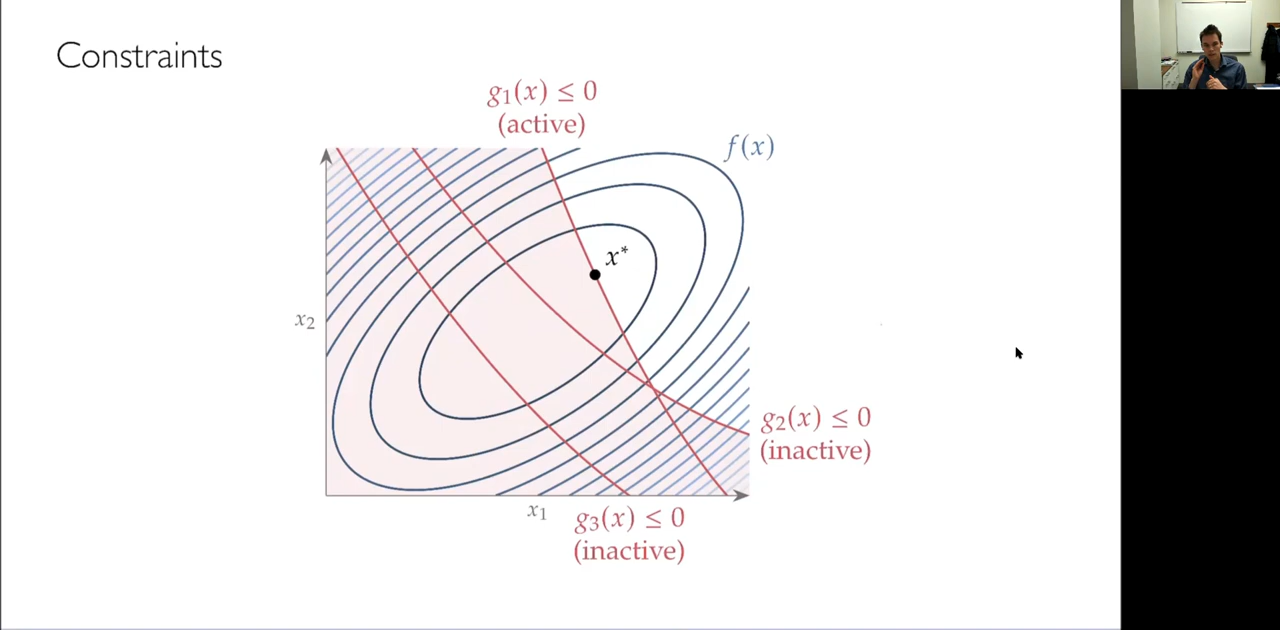 Constraints
g₁(x) ≤ 0
(active)
f(x)
x*
x₂
g₂(x) ≤ 0
(inactive)
x₁
g₃(x) ≤ 0
(inactive)